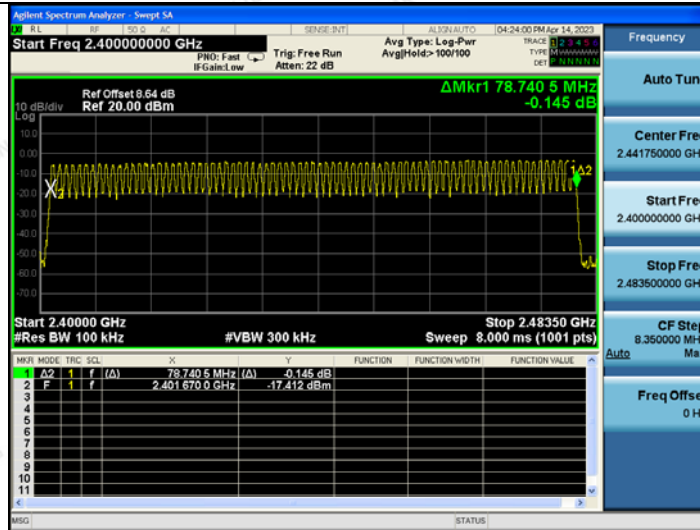 Agilent Spectrum Analyzer - Swept SA
RL RF 50 Ω AC SENSE:INT ALIGN AUTO 04:24:00 PM Apr 14, 2023
Start Freq 2.400000000 GHz
PNO: Fast
IFGain:Low
Trig: Free Run
Atten: 22 dB
Avg Type: Log-Pwr
Avg|Hold:> 100/100
TRACE 1 2 3 4 5 6
TYPE
DET P N N N N N
Ref Offset 8.64 dB
Ref 20.00 dBm
ΔMkr1 78.740 5 MHz
-0.145 dB
10 dB/div
Log
10.0
0.00
-10.0
-20.0
-30.0
-40.0
-50.0
-60.0
-70.0
2
1Δ2
Start 2.40000 GHz
Stop 2.48350 GHz
#Res BW 100 kHz
#VBW 300 kHz
Sweep 8.000 ms (1001 pts)
MKR MODE TRC SCL X Y FUNCTION FUNCTION WIDTH FUNCTION VALUE
1 Δ2 1 f (Δ) 78.740 5 MHz (Δ) -0.145 dB
2 F 1 f 2.401 670 0 GHz -17.412 dBm
3
4
5
6
7
8
9
10
11
MSG
STATUS
Frequency
Auto Tun
Center Fre
2.441750000 GH
Start Fre
2.400000000 GH
Stop Fre
2.483500000 GH
CF Step
8.350000 MH
Auto Ma
Freq Offse
0 H